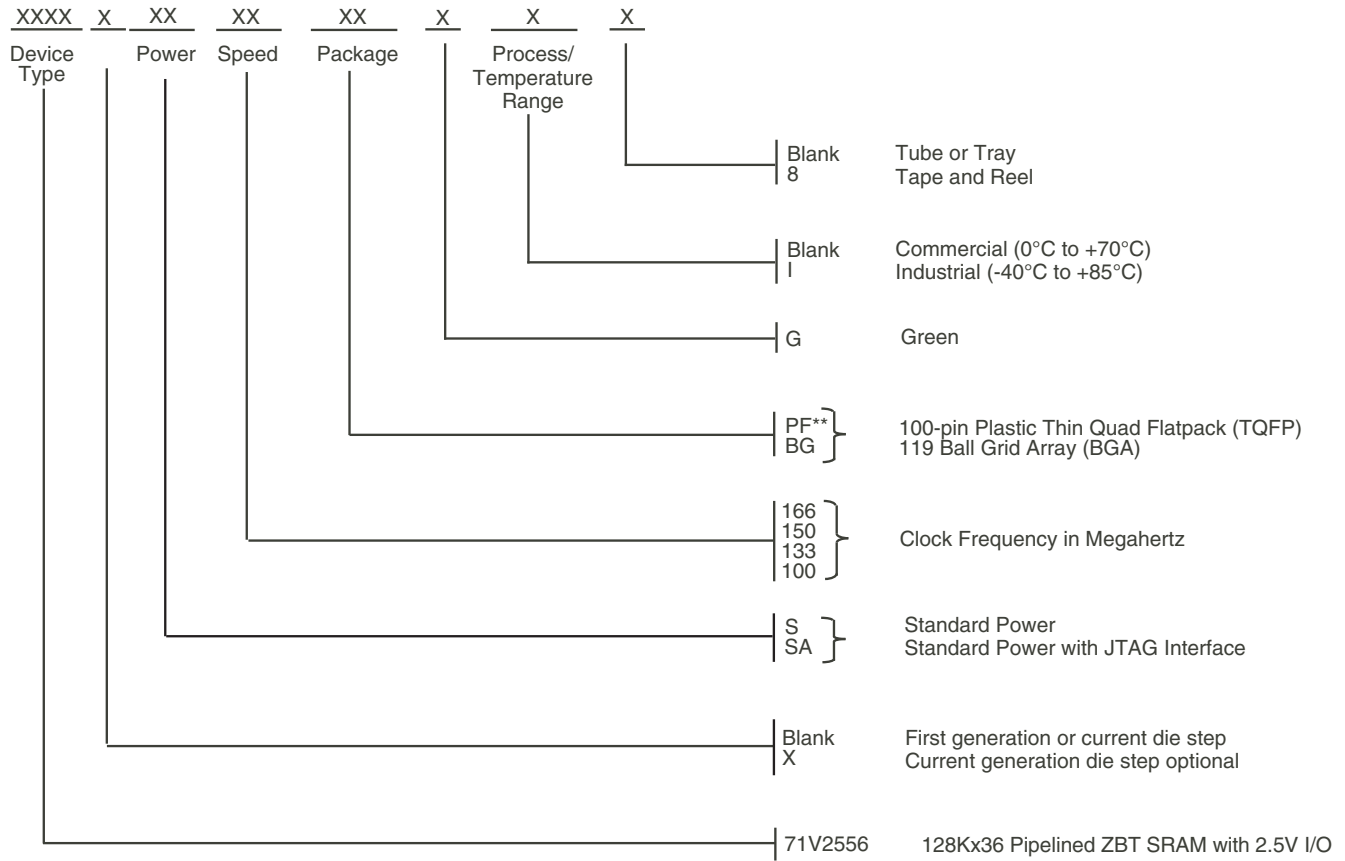 XXXX X XX XX XX X X X
Device Type Power Speed Package Process/ Temperature Range
Blank Tube or Tray
8 Tape and Reel
Blank Commercial (0°C to +70°C)
I Industrial (-40°C to +85°C)
G Green
PF** 100-pin Plastic Thin Quad Flatpack (TQFP)
BG 119 Ball Grid Array (BGA)
166
150
133
100
Clock Frequency in Megahertz
S Standard Power
SA Standard Power with JTAG Interface
Blank First generation or current die step
X Current generation die step optional
71V2556 128Kx36 Pipelined ZBT SRAM with 2.5V I/O